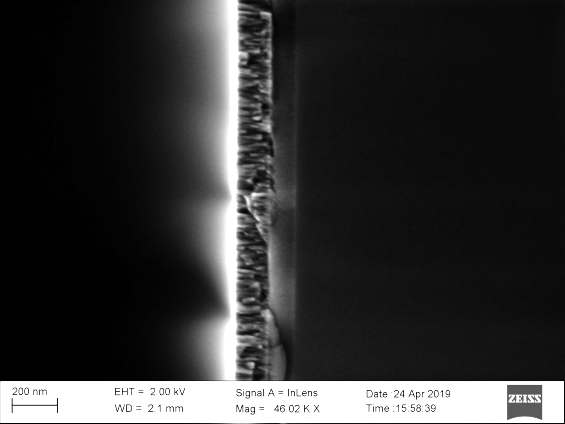 200 nm
EHT = 2.00 kV
WD = 2.1 mm
Signal A = InLens
Mag = 46.02 K X
Date :24 Apr 2019
Time :15:58:39
ZEISS